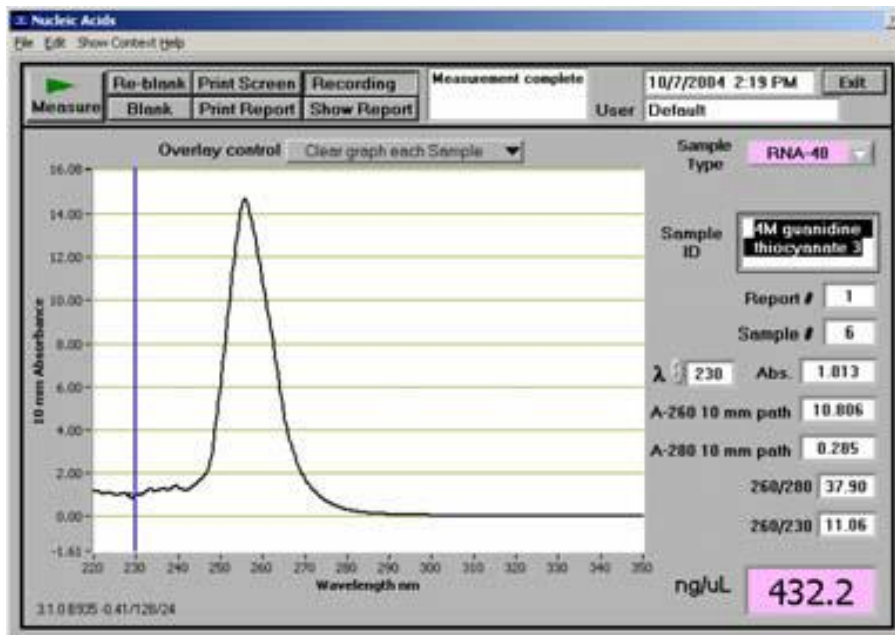 Nucleic Acids
File Edit Show Context Help
Measure
Re-blank Print Screen Recording
Blank Print Report Show Report
Measurement complete
10/7/2004 2:19 PM Exit
User Default
Overlay control Clear graph each Sample
Sample Type RNA-40
Sample ID
4M guanidine
thiocyanate 3
Report # 1
Sample # 6
λ 230 Abs. 1.013
A-260 10 mm path 10.806
A-280 10 mm path 0.285
260/280 37.90
260/230 11.06
ng/uL 432.2
10 mm Absorbance
16.08
14.00
12.00
10.00
8.00
6.00
4.00
2.00
0.00
-1.61
220 230 240 250 260 270 280 290 300 310 320 330 340 350
Wavelength nm